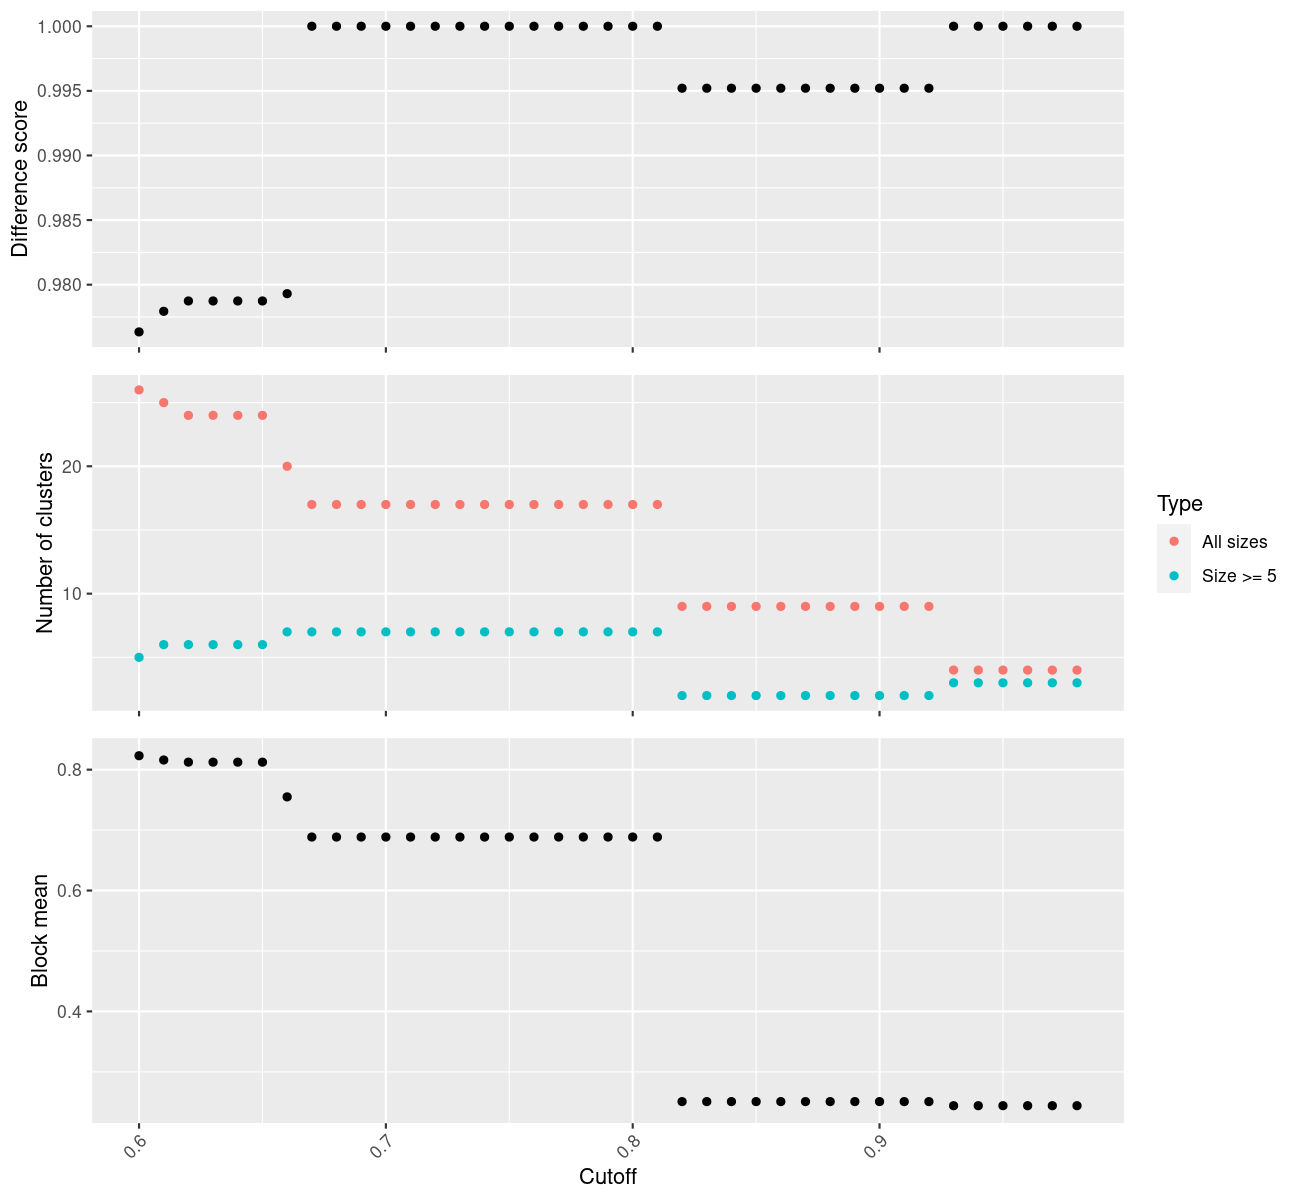 Difference score
1.000
0.995
0.990
0.985
0.980
Number of clusters
20
10
Type
All sizes
Size >= 5
Block mean
0.8
0.6
0.4
0.6
0.7
0.8
0.9
Cutoff